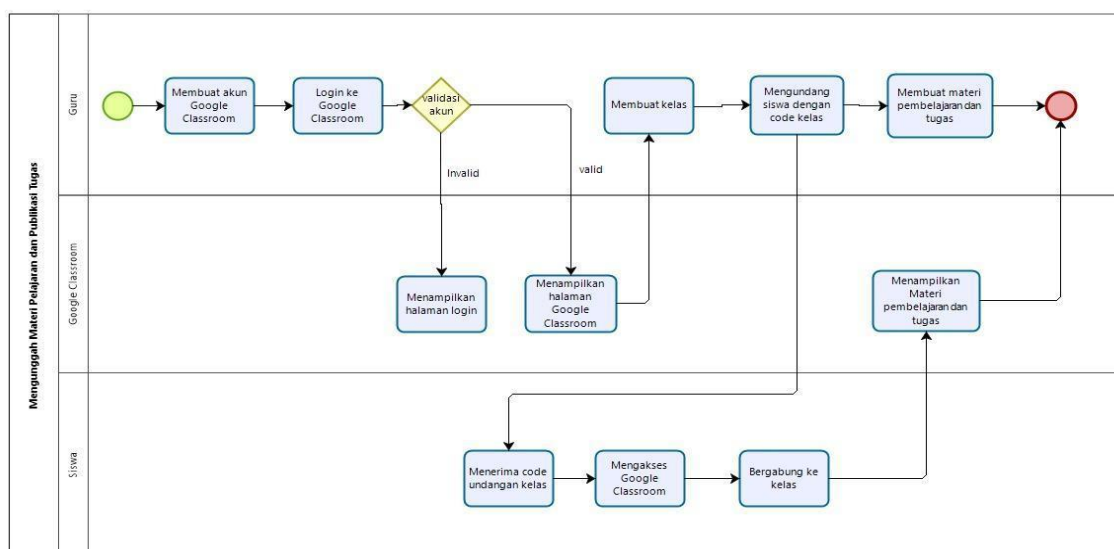 Mengunggah Materi Pelajaran dan Publikasi Tugas
Guru
Membuat akun
Google
Classroom
Login ke
Google
Classroom
validasi
akun
Invalid
valid
Membuat kelas
Mengundang
siswa dengan
code kelas
Membuat materi
pembelajaran dan
tugas
Google Classroom
Menampilkan
halaman login
Menampilkan
halaman
Google
Classroom
Menampilkan
Materi
pembelajaran dan
tugas
Siswa
Menerima code
undangan kelas
Mengakses
Google
Classroom
Bergabung ke
kelas